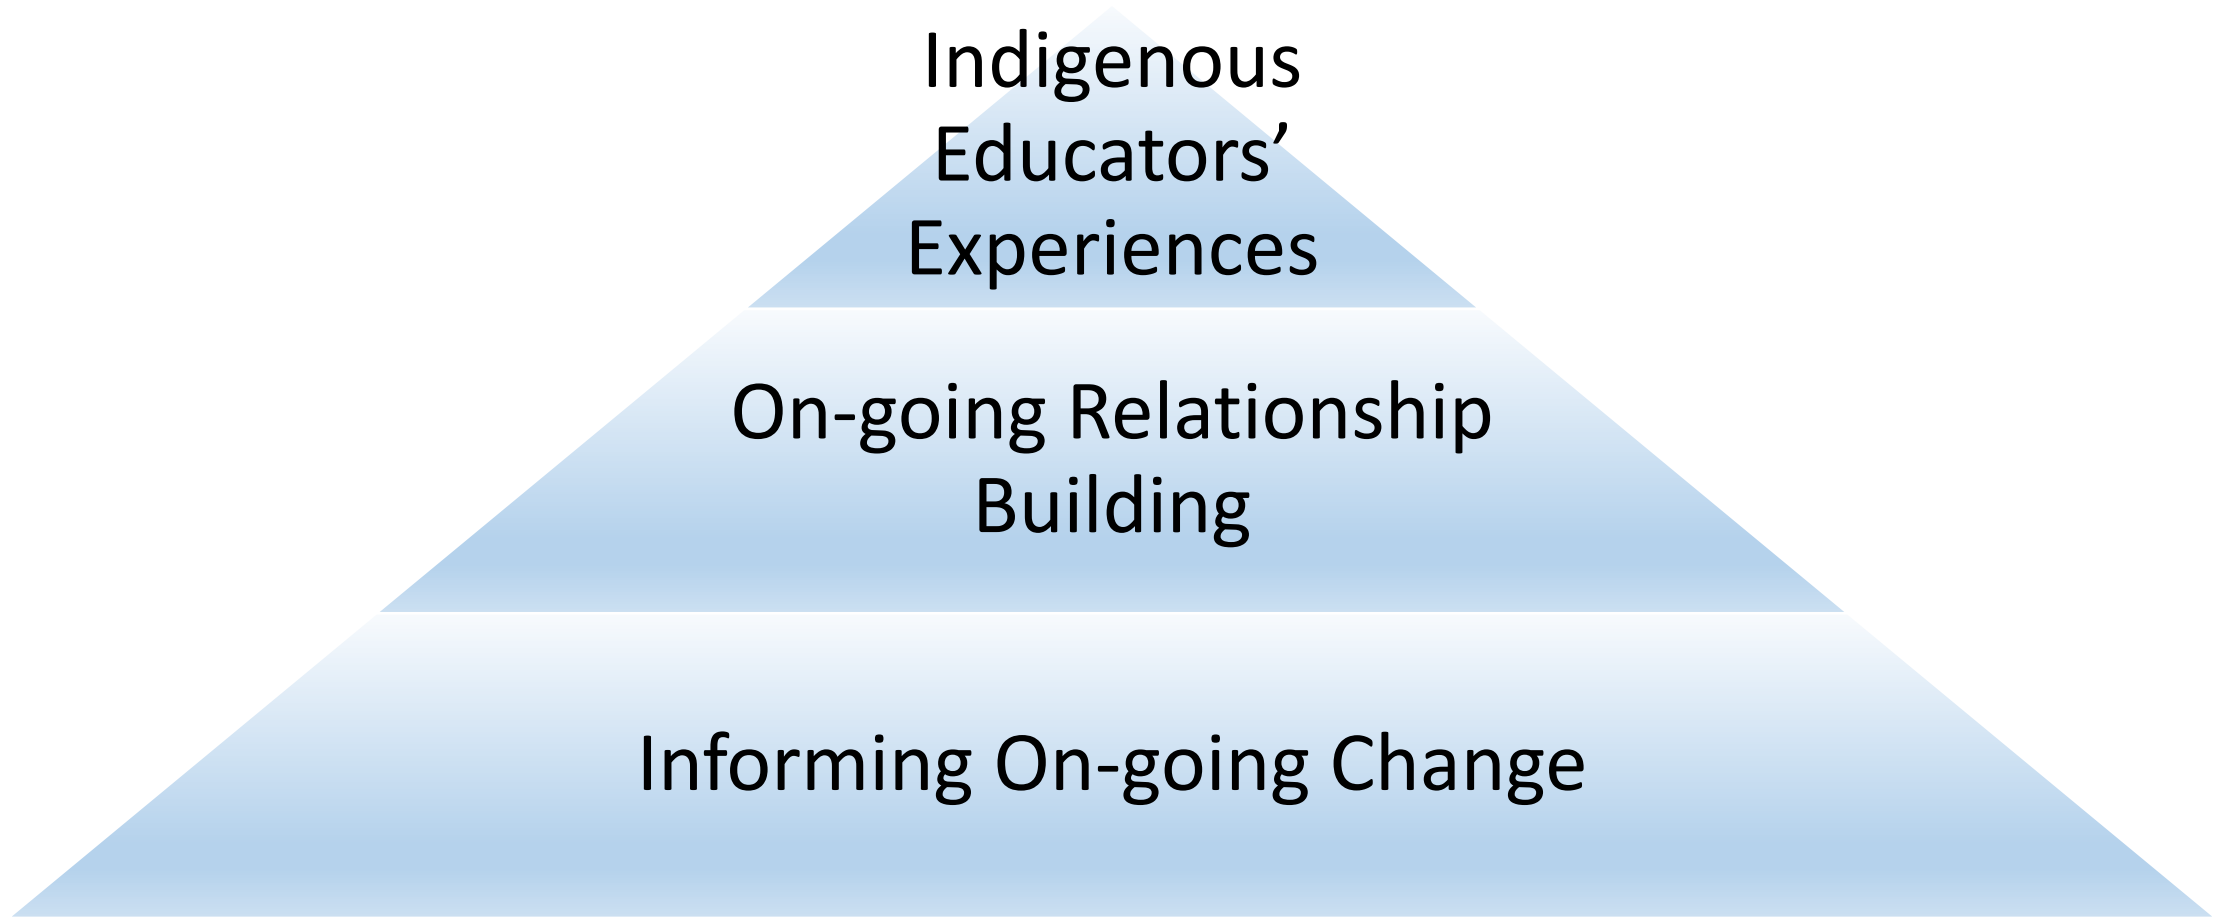 Indigenous
Educators’
Experiences
On-going Relationship
Building
Informing On-going Change